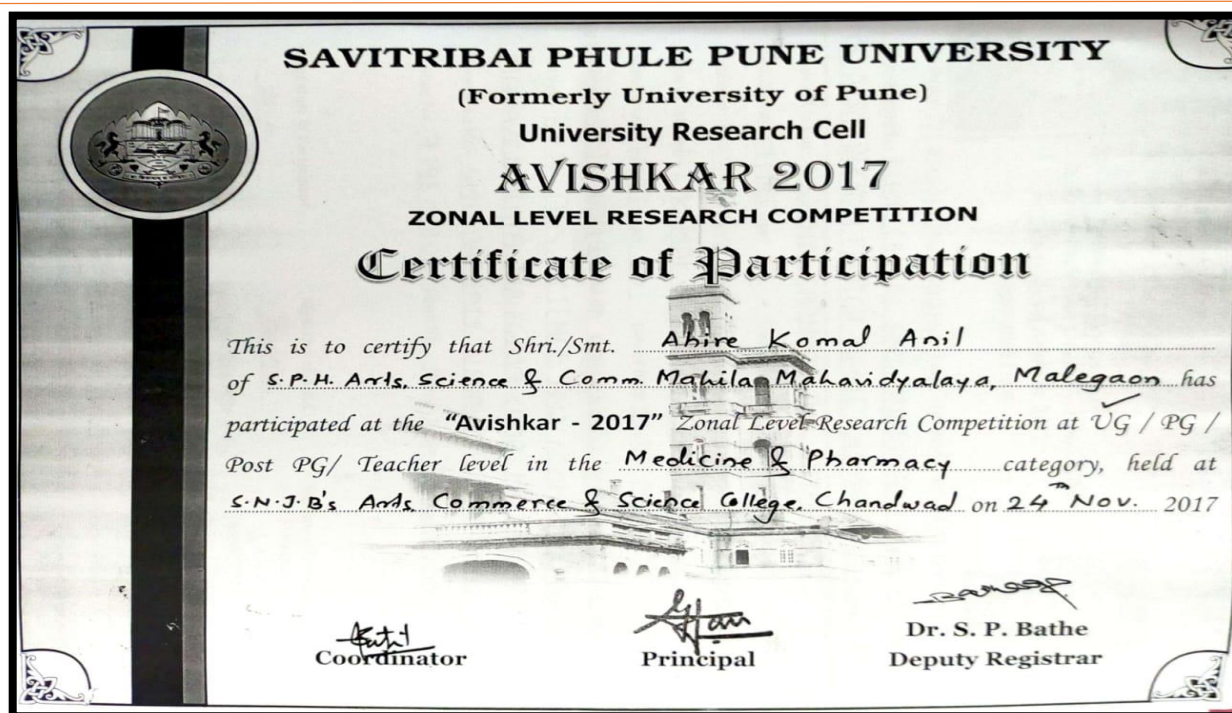 SAVITRIBAI PHULE PUNE UNIVERSITY
(Formerly University of Pune)
University Research Cell
AVISHKAR 2017
ZONAL LEVEL RESEARCH COMPETITION
Certificate of Participation
This is to certify that Shri./Smt. Ahire Komal Anil
of S.P.H. Arts, Science & Comm. Mahila Mahavidyalaya, Malegaon has
participated at the "Avishkar - 2017" Zonal Level Research Competition at UG / PG /
Post PG/ Teacher level in the Medicine & Pharmacy category, held at
S.N.J.B's Arts, Commerce & Science College, Chandwad on 24th Nov. 2017
Coordinator
Principal
Dr. S. P. Bathe
Deputy Registrar